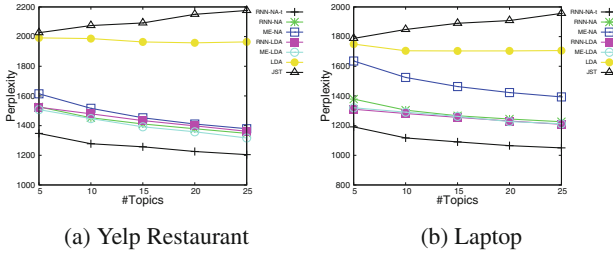 RNN-NA-t
RNN-NA
ME-NA
RNN-LDA
ME-LDA
LDA
JST
Perplexity
2200
2000
1800
1600
1400
1200
1000
5
10
15
20
25
#Topics
(a) Yelp Restaurant
RNN-NA-t
RNN-NA
ME-NA
RNN-LDA
ME-LDA
LDA
JST
Perplexity
2000
1800
1600
1400
1200
1000
800
5
10
15
20
25
#Topics
(b) Laptop